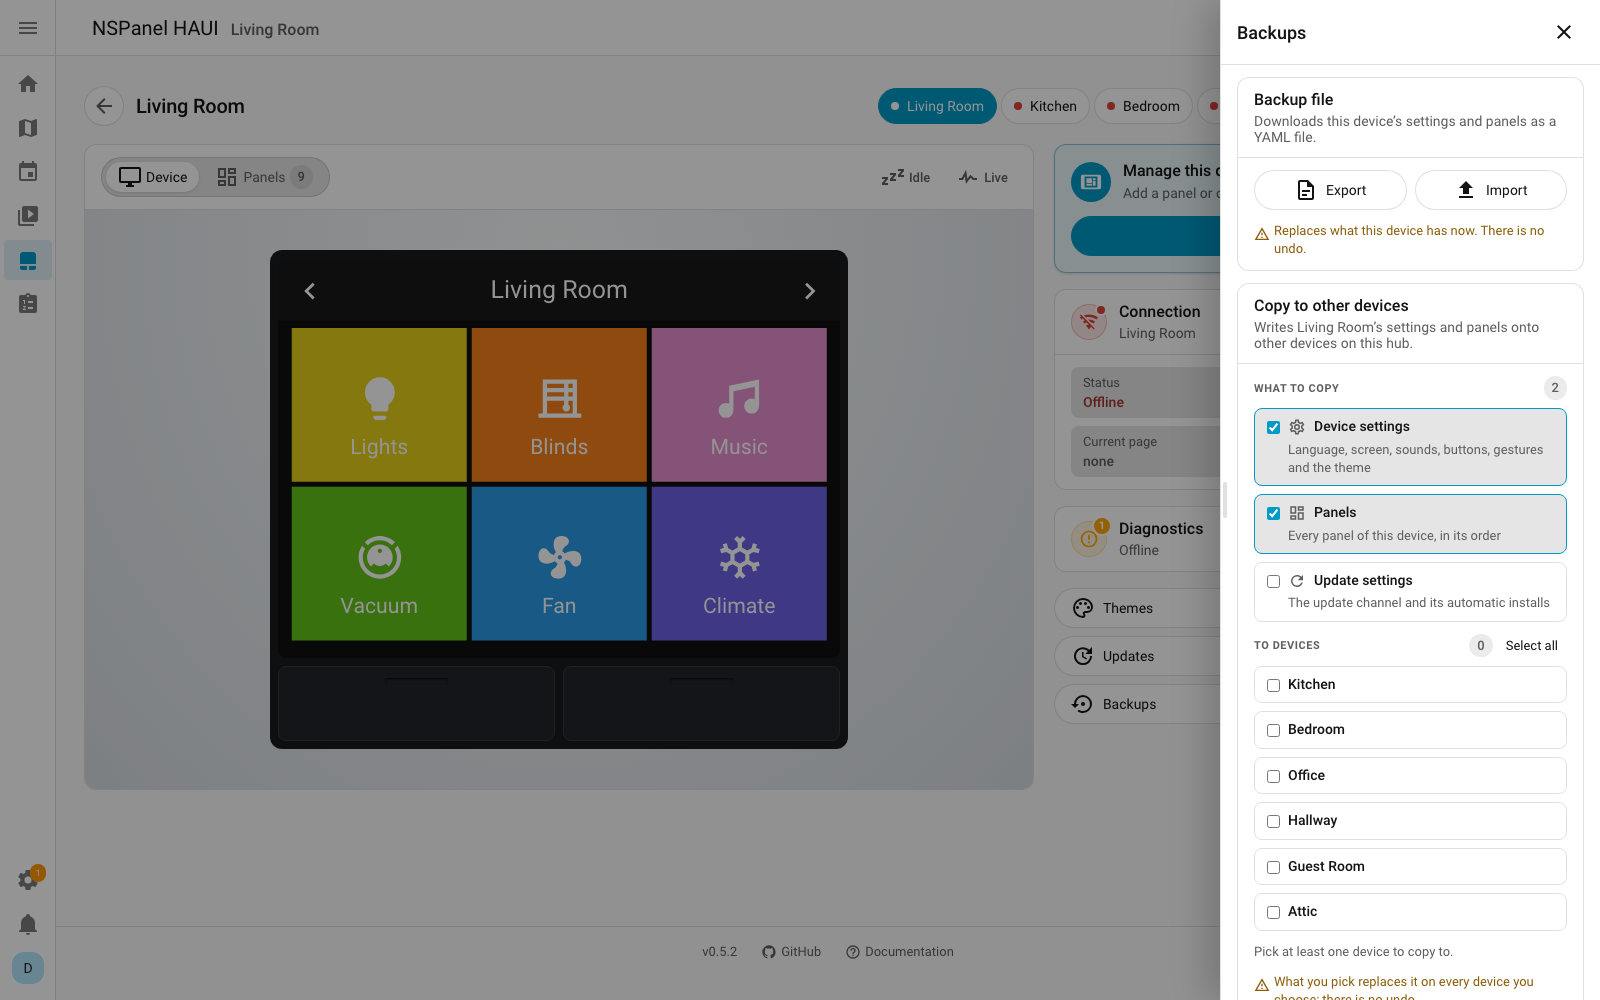 NSPanel HAUI Living Room
Living Room
Living Room
Kitchen
Bedroom
Device
Panels 9
Idle
Live
Living Room
Lights
Blinds
Music
Vacuum
Fan
Climate
Manage this
Add a panel or
Connection
Living Room
Status
Offline
Current page
none
1
Diagnostics
Offline
Themes
Updates
Backups
1
D
v0.5.2
GitHub
Documentation
Backups
Backup file
Downloads this device's settings and panels as a
YAML file.
Export
Import
Replaces what this device has now. There is no
undo.
Copy to other devices
Writes Living Room's settings and panels onto
other devices on this hub.
WHAT TO COPY 2
Device settings
Language, screen, sounds, buttons, gestures
and the theme
Panels
Every panel of this device, in its order
Update settings
The update channel and its automatic installs
TO DEVICES 0 Select all
Kitchen
Bedroom
Office
Hallway
Guest Room
Attic
Pick at least one device to copy to.
What you pick replaces it on every device you
choose; there is no undo.